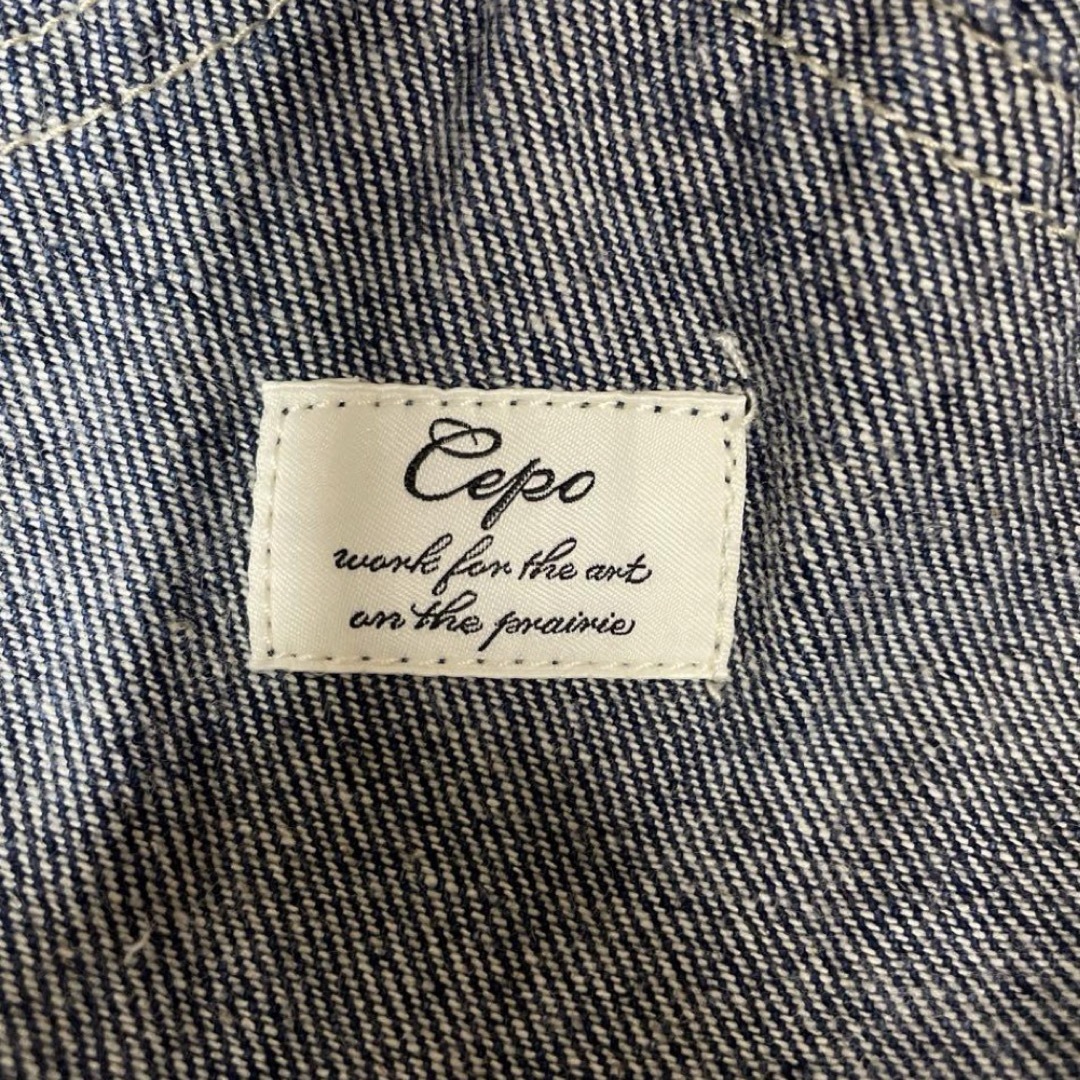 Cepo
work for the art
on the prairie